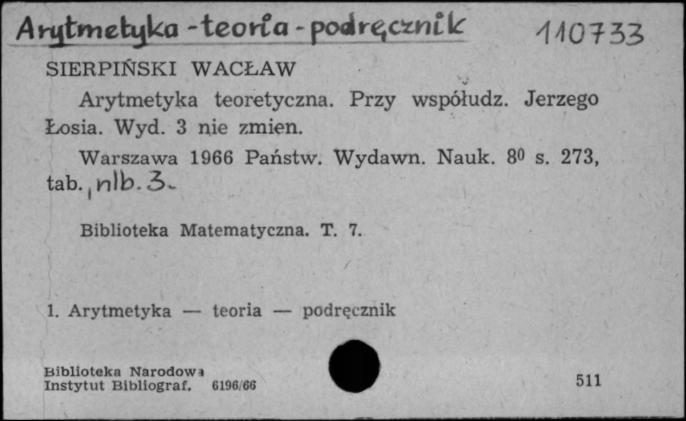 Arytmetyka - teoria - podręcznik 110733
SIERPIŃSKI WACŁAW
Arytmetyka teoretyczna. Przy współudz. Jerzego
Łosia. Wyd. 3 nie zmien.
Warszawa 1966 Państw. Wydawn. Nauk. 8⁰ s. 273,
tab., nlb. 3.
Biblioteka Matematyczna. T. 7.
1. Arytmetyka — teoria — podręcznik
Biblioteka Narodowa
Instytut Bibliograf. 6196/66
511